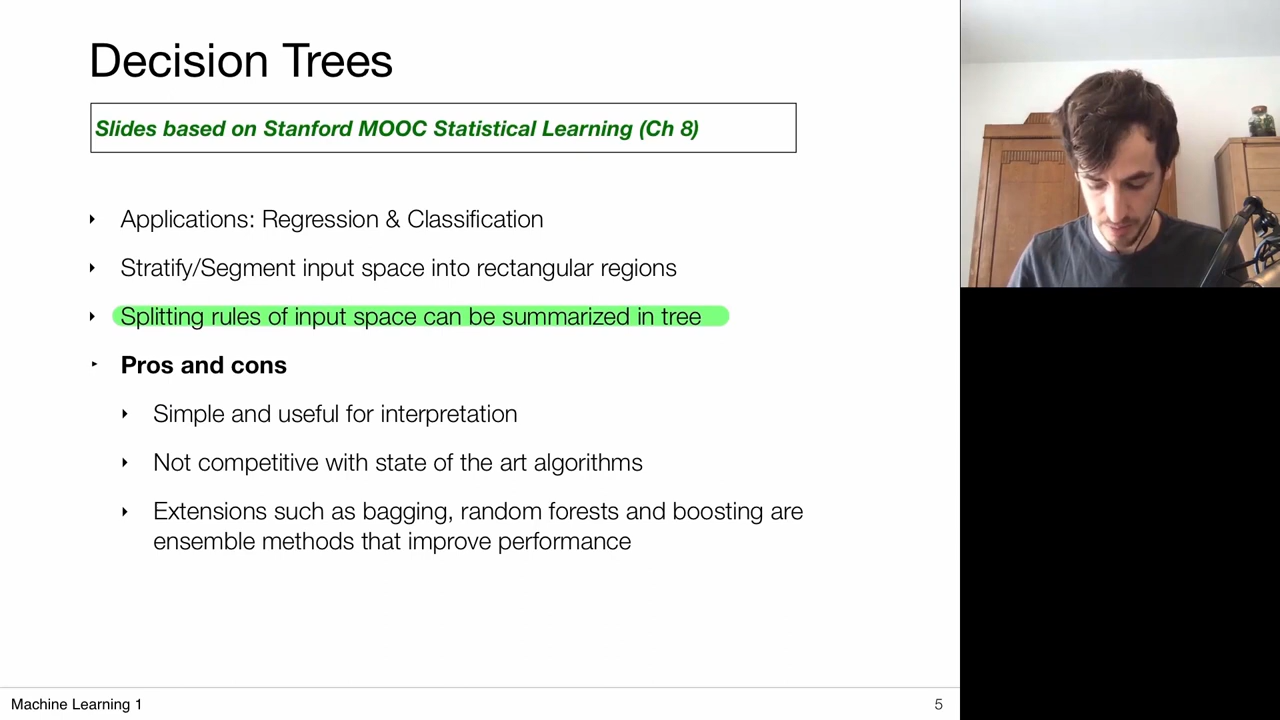 Decision Trees
Slides based on Stanford MOOC Statistical Learning (Ch 8)
Applications: Regression & Classification
Stratify/Segment input space into rectangular regions
Splitting rules of input space can be summarized in tree
Pros and cons
Simple and useful for interpretation
Not competitive with state of the art algorithms
Extensions such as bagging, random forests and boosting are
ensemble methods that improve performance
Machine Learning 1
5